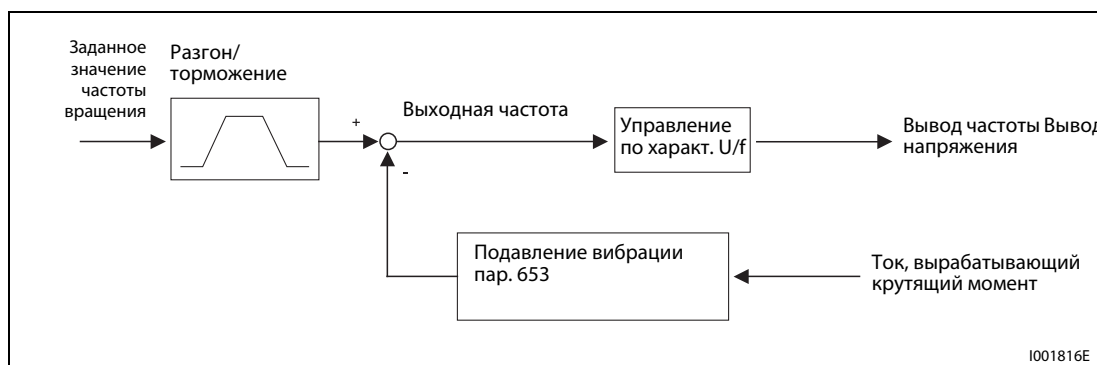 Заданное
значение
частоты
вращения
Разгон/
торможение
+
-
Выходная частота
Управление
по характ. U/f
Вывод частоты Вывод
напряжения
Подавление вибрации
пар. 653
Ток, вырабатывающий
крутящий момент
I001816E